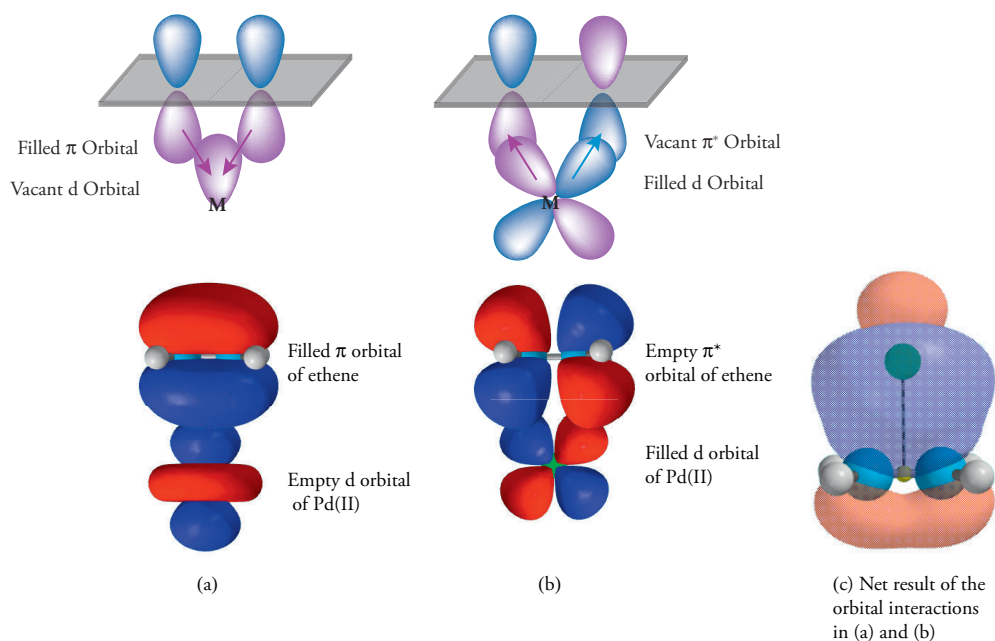 Filled π Orbital
Vacant d Orbital
M
Vacant π* Orbital
Filled d Orbital
M
Filled π orbital
of ethene
Empty d orbital
of Pd(II)
(a)
Empty π*
orbital of ethene
Filled d orbital
of Pd(II)
(b)
(c) Net result of the
orbital interactions
in (a) and (b)